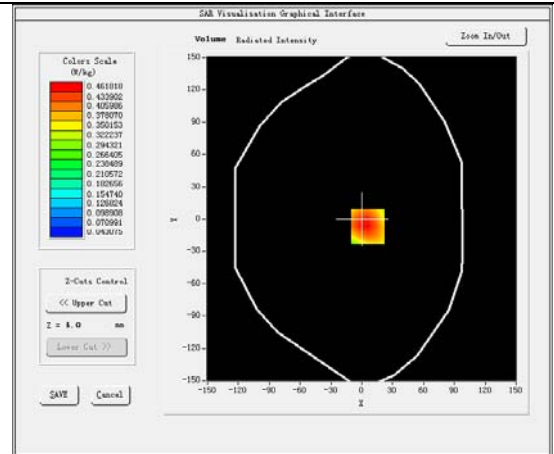 SAR Visualisation Graphical Interface
Volume Radiated Intensity
Zoom In/Out
Colors Scale
(W/kg)
0.461818
0.433902
0.405986
0.378070
0.350153
0.322237
0.294321
0.266405
0.238489
0.210572
0.182656
0.154740
0.126824
0.098908
0.070991
0.043075
150
120
90
60
30
0
-30
-60
-90
-120
-150
Y
-150 -120 -90 -60 -30 0 30 60 90 120 150
X
Z-Cuts Control
<< Upper Cut
Z = 4.0 mm
Lower Cut >>
SAVE
Cancel